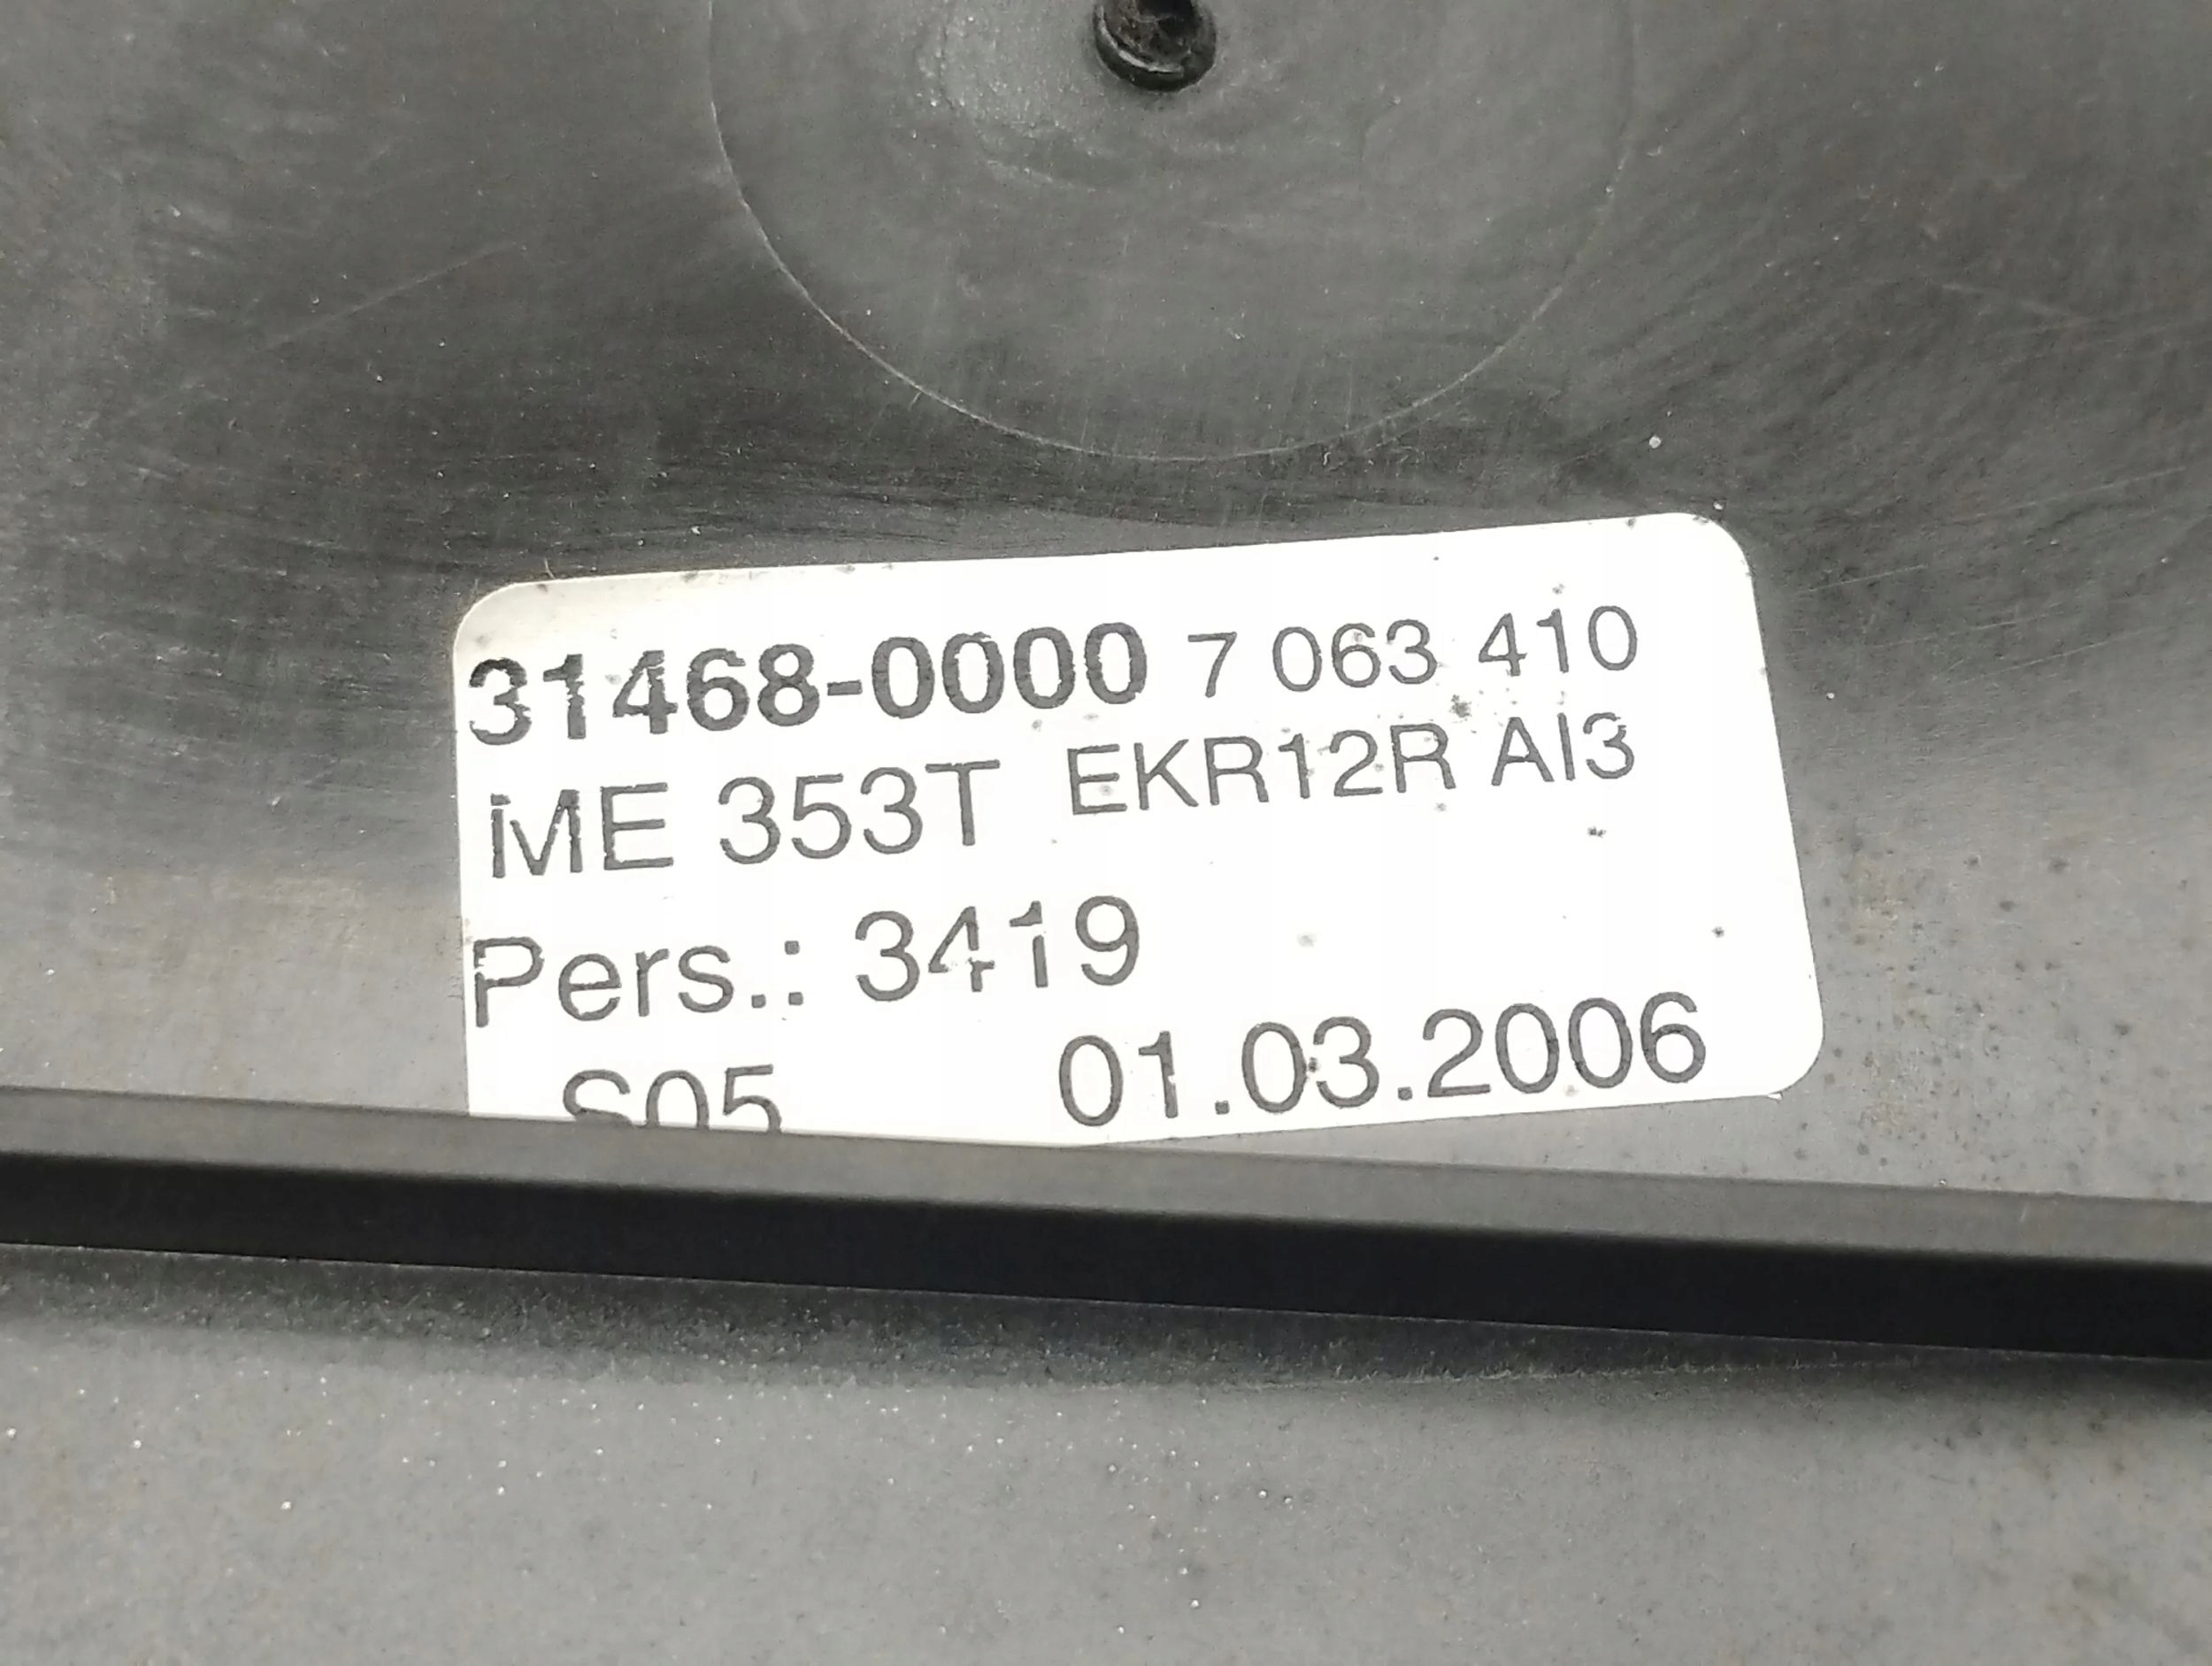 31468-0000 7 063 410
ME 353T EKR12R AI3
Pers.: 3419
S05 01.03.2006